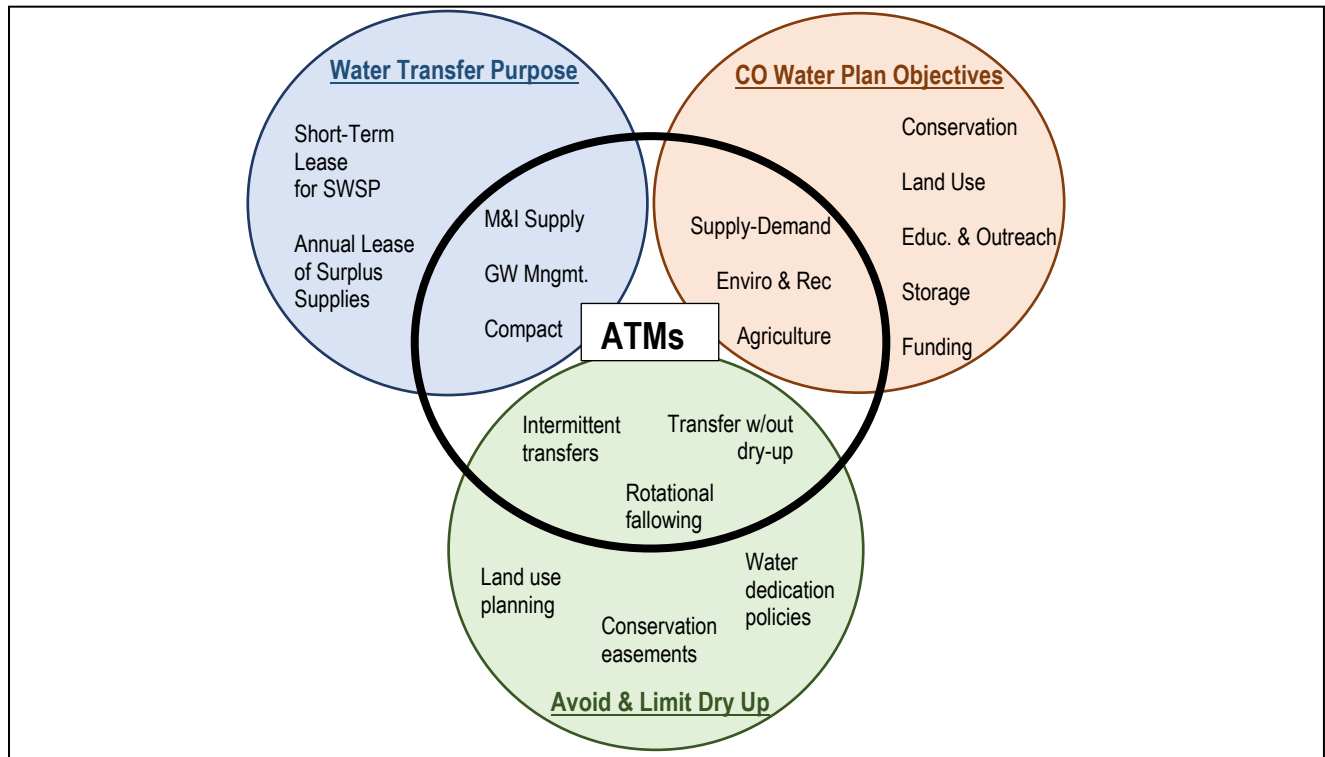 Water Transfer Purpose
Short-Term
Lease
for SWSP
Annual Lease
of Surplus
Supplies
M&I Supply
GW Mngmt.
Compact
CO Water Plan Objectives
Conservation
Land Use
Educ. & Outreach
Storage
Funding
Supply-Demand
Enviro & Rec
Agriculture
ATMs
Intermittent
transfers
Transfer w/out
dry-up
Rotational
fallowing
Land use
planning
Conservation
easements
Water
dedication
policies
Avoid & Limit Dry Up